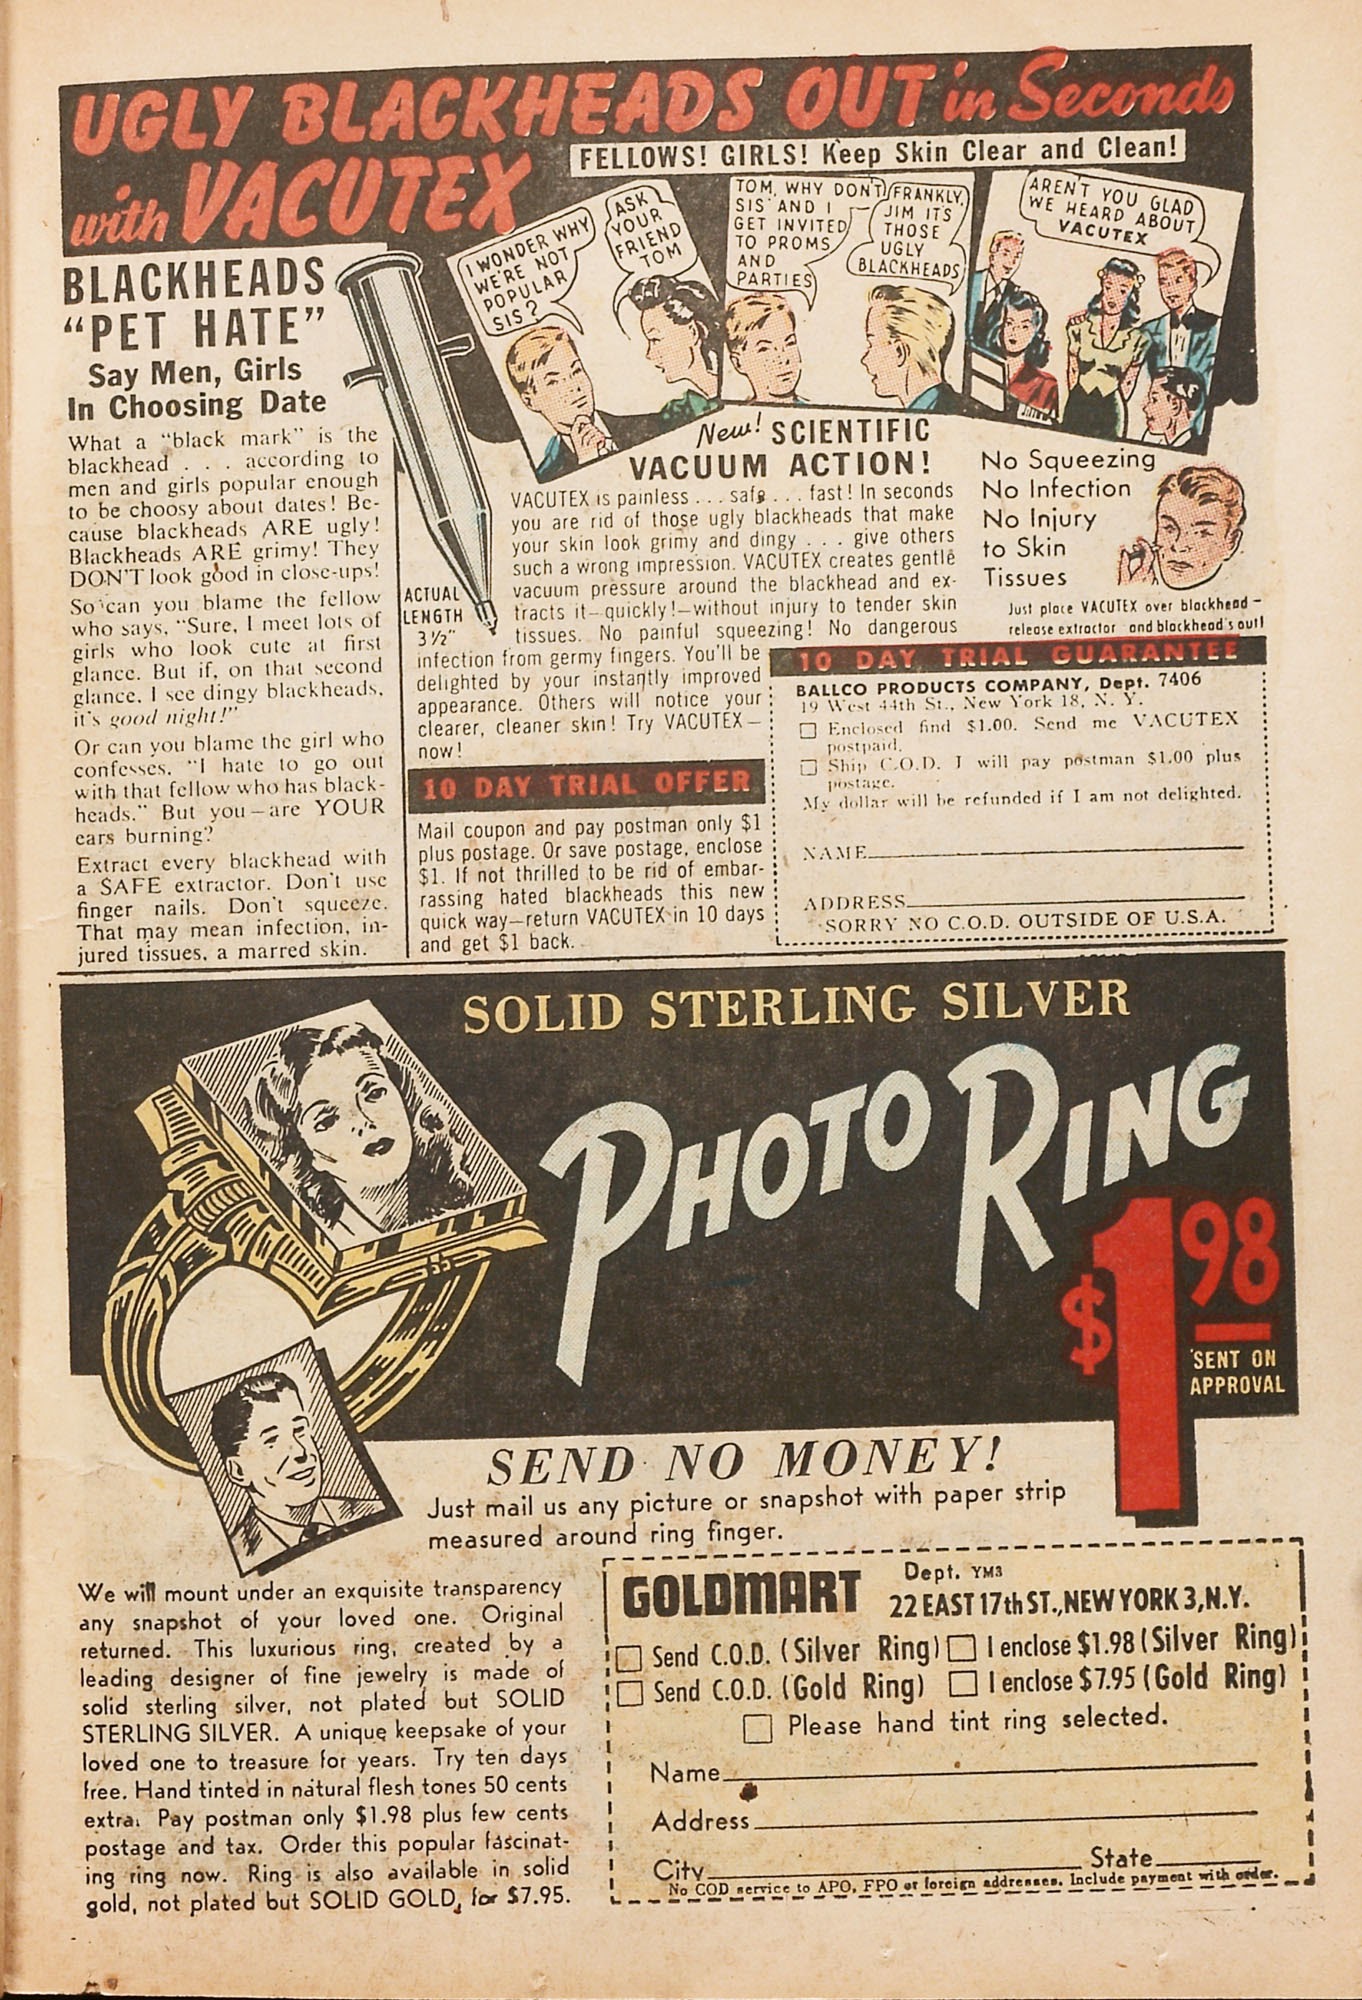 UGLY BLACKHEADS OUT in Seconds
with VACUTEX
FELLOWS! GIRLS! Keep Skin Clear and Clean!
I WONDER WHY
WE'RE NOT
POPULAR
SIS?
ASK
YOUR
FRIEND
TOM
TOM, WHY DON'T
SIS AND I
GET INVITED
TO PROMS
AND
PARTIES
FRANKLY,
JIM ITS
THOSE
UGLY
BLACKHEADS
AREN'T YOU GLAD
WE HEARD ABOUT
VACUTEX
BLACKHEADS
"PET HATE"
Say Men, Girls
In Choosing Date
What a "black mark" is the
blackhead . . . according to
men and girls popular enough
to be choosy about dates! Be-
cause blackheads ARE ugly!
Blackheads ARE grimy! They
DON'T look good in close-ups!
So can you blame the fellow
who says, "Sure, I meet lots of
girls who look cute at first
glance. But if, on that second
glance, I see dingy blackheads,
it's good night!"
Or can you blame the girl who
confesses, "I hate to go out
with that fellow who has black-
heads." But you—are YOUR
ears burning?
Extract every blackhead with
a SAFE extractor. Don't use
finger nails. Don't squeeze.
That may mean infection, in-
jured tissues, a marred skin.
ACTUAL
LENGTH
3 1/2"
New! SCIENTIFIC
VACUUM ACTION!
VACUTEX is painless . . . safe . . . fast! In seconds
you are rid of those ugly blackheads that make
your skin look grimy and dingy . . . give others
such a wrong impression. VACUTEX creates gentle
vacuum pressure around the blackhead and ex-
tracts it—quickly!—without injury to tender skin
tissues. No painful squeezing! No dangerous
infection from germy fingers. You'll be
delighted by your instantly improved
appearance. Others will notice your
clearer, cleaner skin! Try VACUTEX—
now!
No Squeezing
No Infection
No Injury
to Skin
Tissues
Just place VACUTEX over blackhead—
release extractor and blackhead's out!
10 DAY TRIAL OFFER
Mail coupon and pay postman only $1
plus postage. Or save postage, enclose
$1. If not thrilled to be rid of embar-
rassing hated blackheads this new
quick way—return VACUTEX in 10 days
and get $1 back.
10 DAY TRIAL GUARANTEE
BALLCO PRODUCTS COMPANY, Dept. 7406
19 West 44th St., New York 18, N. Y.
Enclosed find $1.00. Send me VACUTEX
postpaid.
Ship C.O.D. I will pay postman $1.00 plus
postage.
My dollar will be refunded if I am not delighted.
NAME
ADDRESS
SORRY NO C.O.D. OUTSIDE OF U.S.A.
SOLID STERLING SILVER
PHOTO RING
$1.98
SENT ON
APPROVAL
SEND NO MONEY!
Just mail us any picture or snapshot with paper strip
measured around ring finger.
We will mount under an exquisite transparency
any snapshot of your loved one. Original
returned. This luxurious ring, created by a
leading designer of fine jewelry is made of
solid sterling silver, not plated but SOLID
STERLING SILVER. A unique keepsake of your
loved one to treasure for years. Try ten days
free. Hand tinted in natural flesh tones 50 cents
extra. Pay postman only $1.98 plus few cents
postage and tax. Order this popular fascinat-
ing ring now. Ring is also available in solid
gold, not plated but SOLID GOLD, for $7.95.
GOLDMART
Dept. YM3
22 EAST 17th ST., NEW YORK 3, N.Y.
Send C.O.D. (Silver Ring) I enclose $1.98 (Silver Ring)
Send C.O.D. (Gold Ring) I enclose $7.95 (Gold Ring)
Please hand tint ring selected.
Name
Address
City State
No COD service to APO, FPO or foreign addresses. Include payment with order.